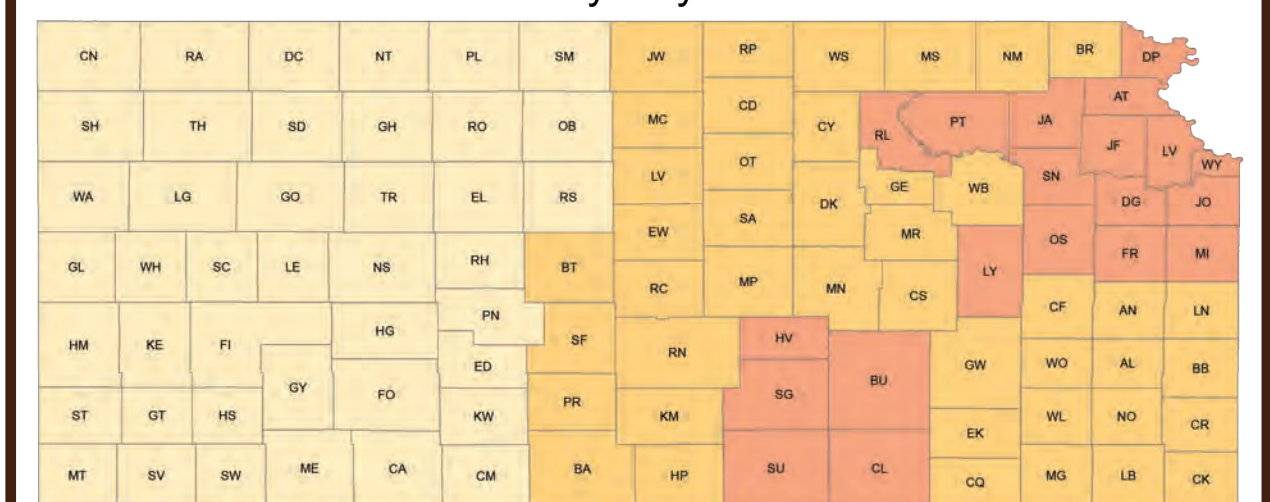 CN RA DC NT PL SM JW RP WS MS NM BR DP
SH TH SD GH RO OB MC CD CY RL PT JA AT
JF LV WY
WA LG GO TR EL RS LV OT DK GE WB SN DG JO
EW SA MR OS FR MI
GL WH SC LE NS RH BT RC MP MN CS LY
HM KE FI HG PN SF RN HV CF AN LN
GY FO ED SG BU GW WO AL BB
ST GT HS KW PR KM EK WL NO CR
MT SV SW ME CA CM BA HP SU CL CQ MG LB CK